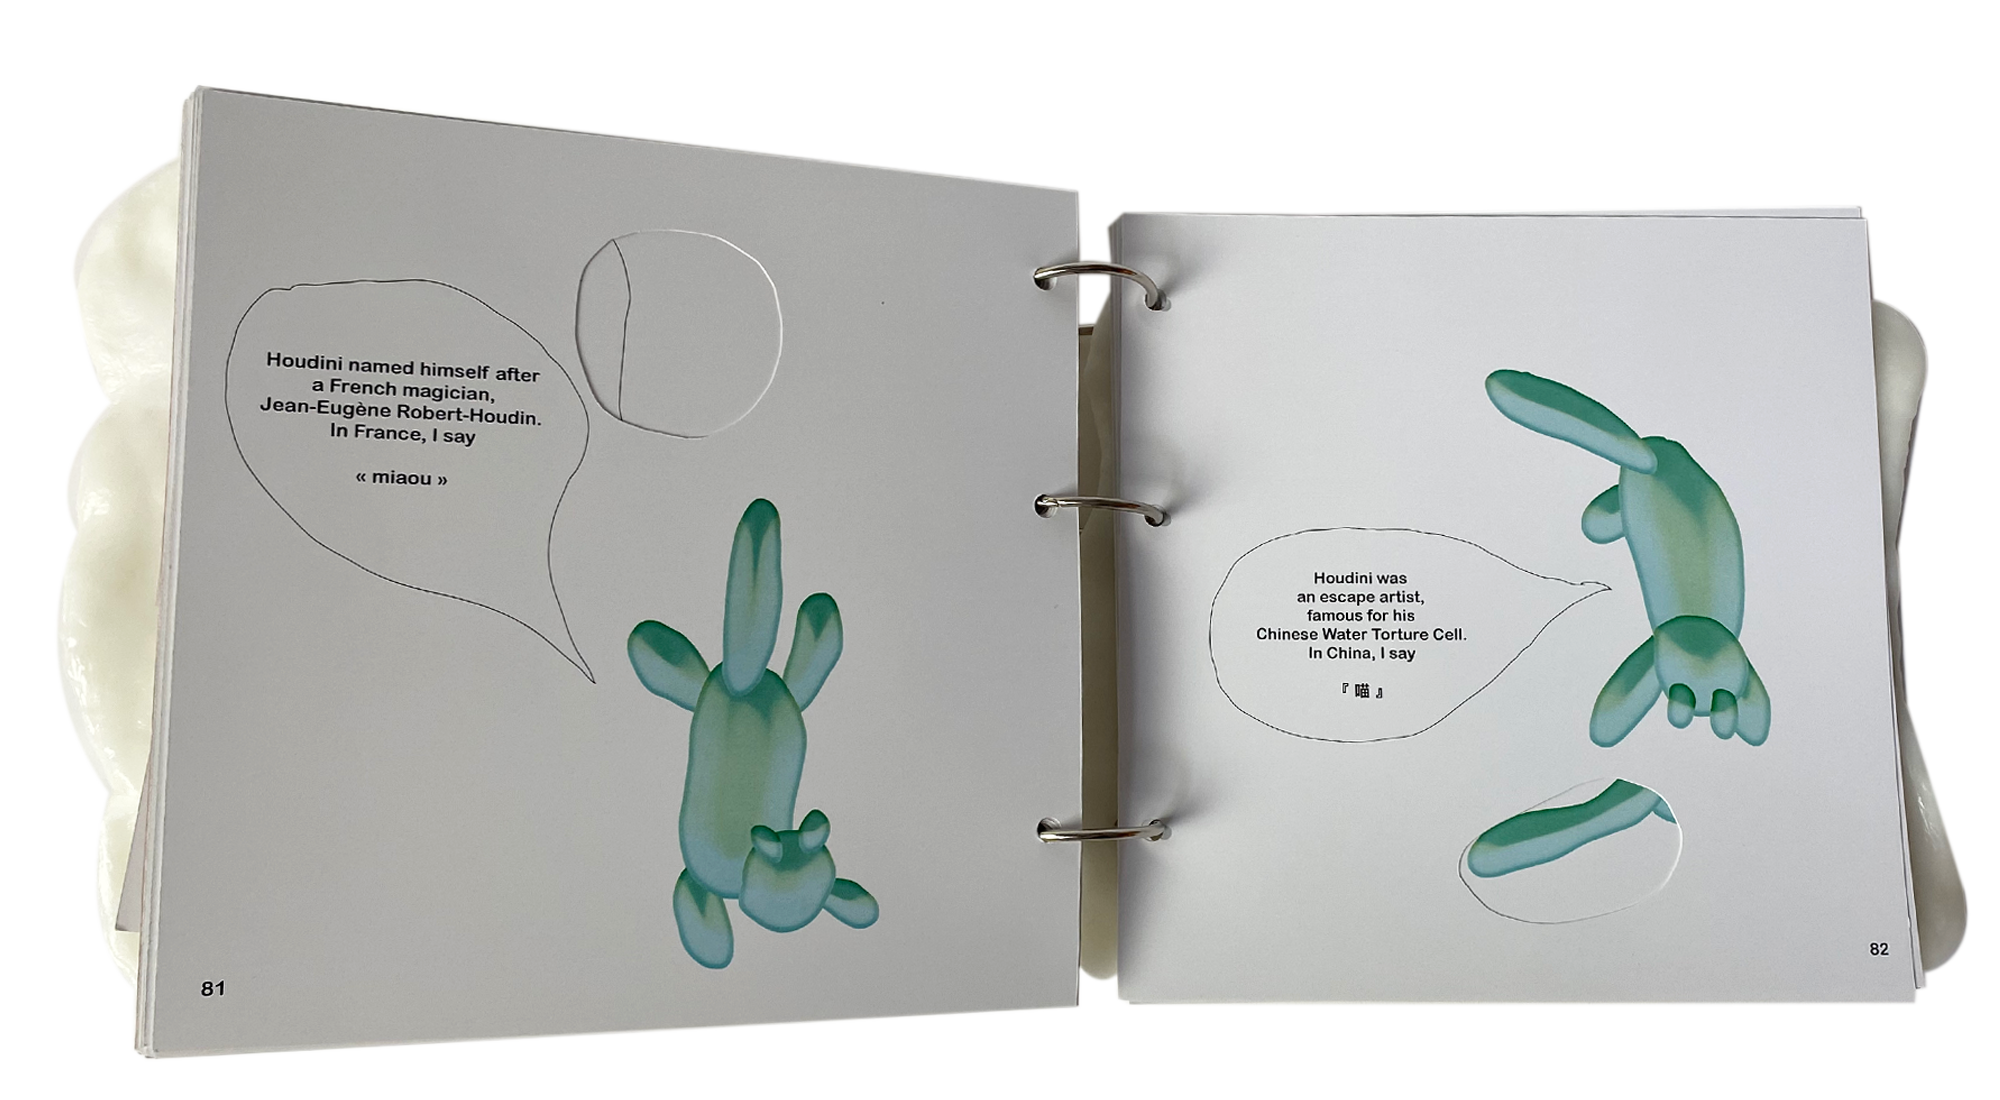 Houdini named himself after
a French magician,
Jean-Eugène Robert-Houdin.
In France, I say
« miaou »
81
Houdini was
an escape artist,
famous for his
Chinese Water Torture Cell.
In China, I say
『喵』
82